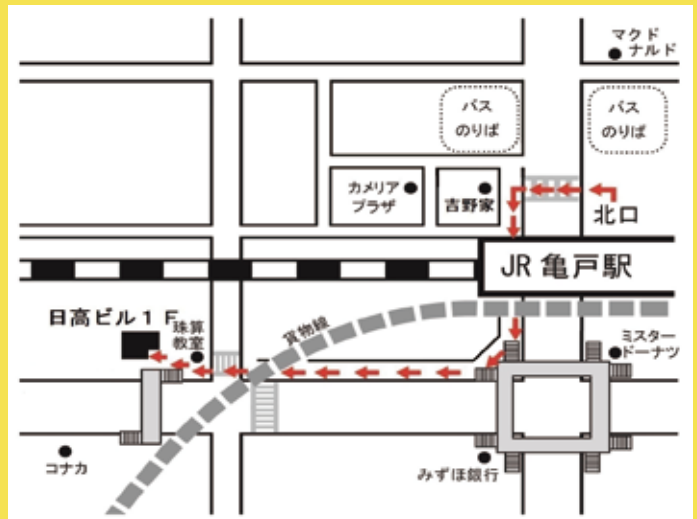 マクド
ナルド
バス
のりば
バス
のりば
カメリア
プラザ
吉野家
北口
JR 亀戸駅
日高ビル１Ｆ
珠算
教室
貨物線
ミスター
ドーナツ
コナカ
みずほ銀行